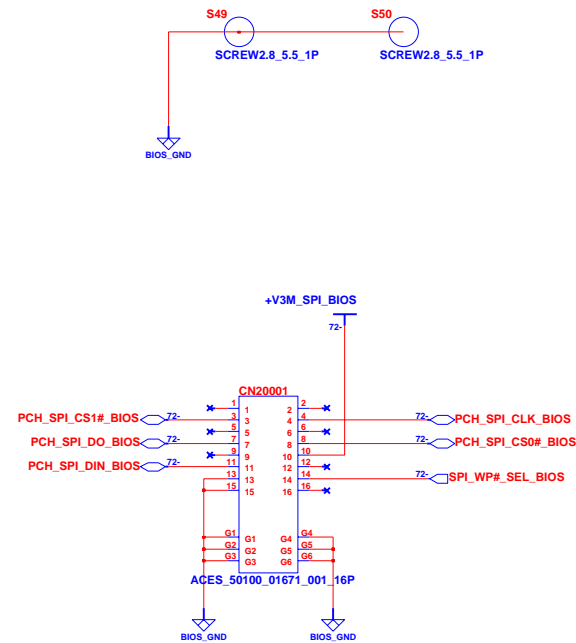 S49 S50
SCREW2.8_5.5_1P SCREW2.8_5.5_1P
BIOS_GND
+V3M_SPI_BIOS
72-
CN20001
1 1 2 2
PCH_SPI_CS1#_BIOS 72- 3 3 4 4 72- PCH_SPI_CLK_BIOS
5 5 6 6
PCH_SPI_DO_BIOS 72- 7 7 8 8 72- PCH_SPI_CS0#_BIOS
9 9 10 10
PCH_SPI_DIN_BIOS 72- 11 11 12 12
13 13 14 14 72- SPI_WP#_SEL_BIOS
15 15 16 16
G1 G1 G4 G4
G2 G2 G5 G5
G3 G3 G6 G6
ACES_50100_01671_001_16P
BIOS_GND BIOS_GND